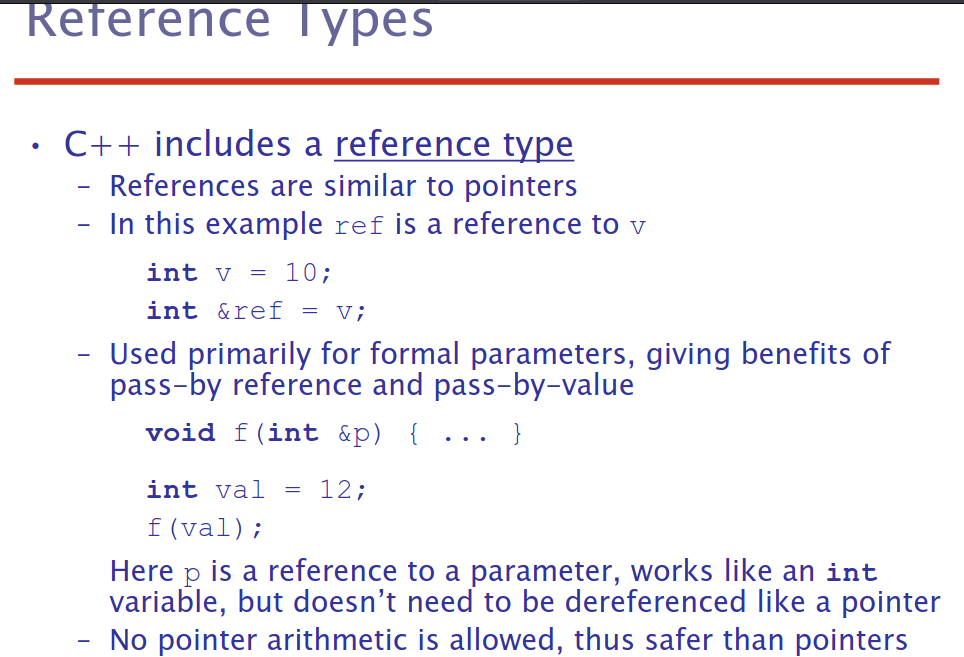 Reference Types
• C++ includes a reference type
– References are similar to pointers
– In this example ref is a reference to v
int v = 10;
int &ref = v;
– Used primarily for formal parameters, giving benefits of
pass-by reference and pass-by-value
void f(int &p) { ... }
int val = 12;
f(val);
Here p is a reference to a parameter, works like an int
variable, but doesn't need to be dereferenced like a pointer
– No pointer arithmetic is allowed, thus safer than pointers